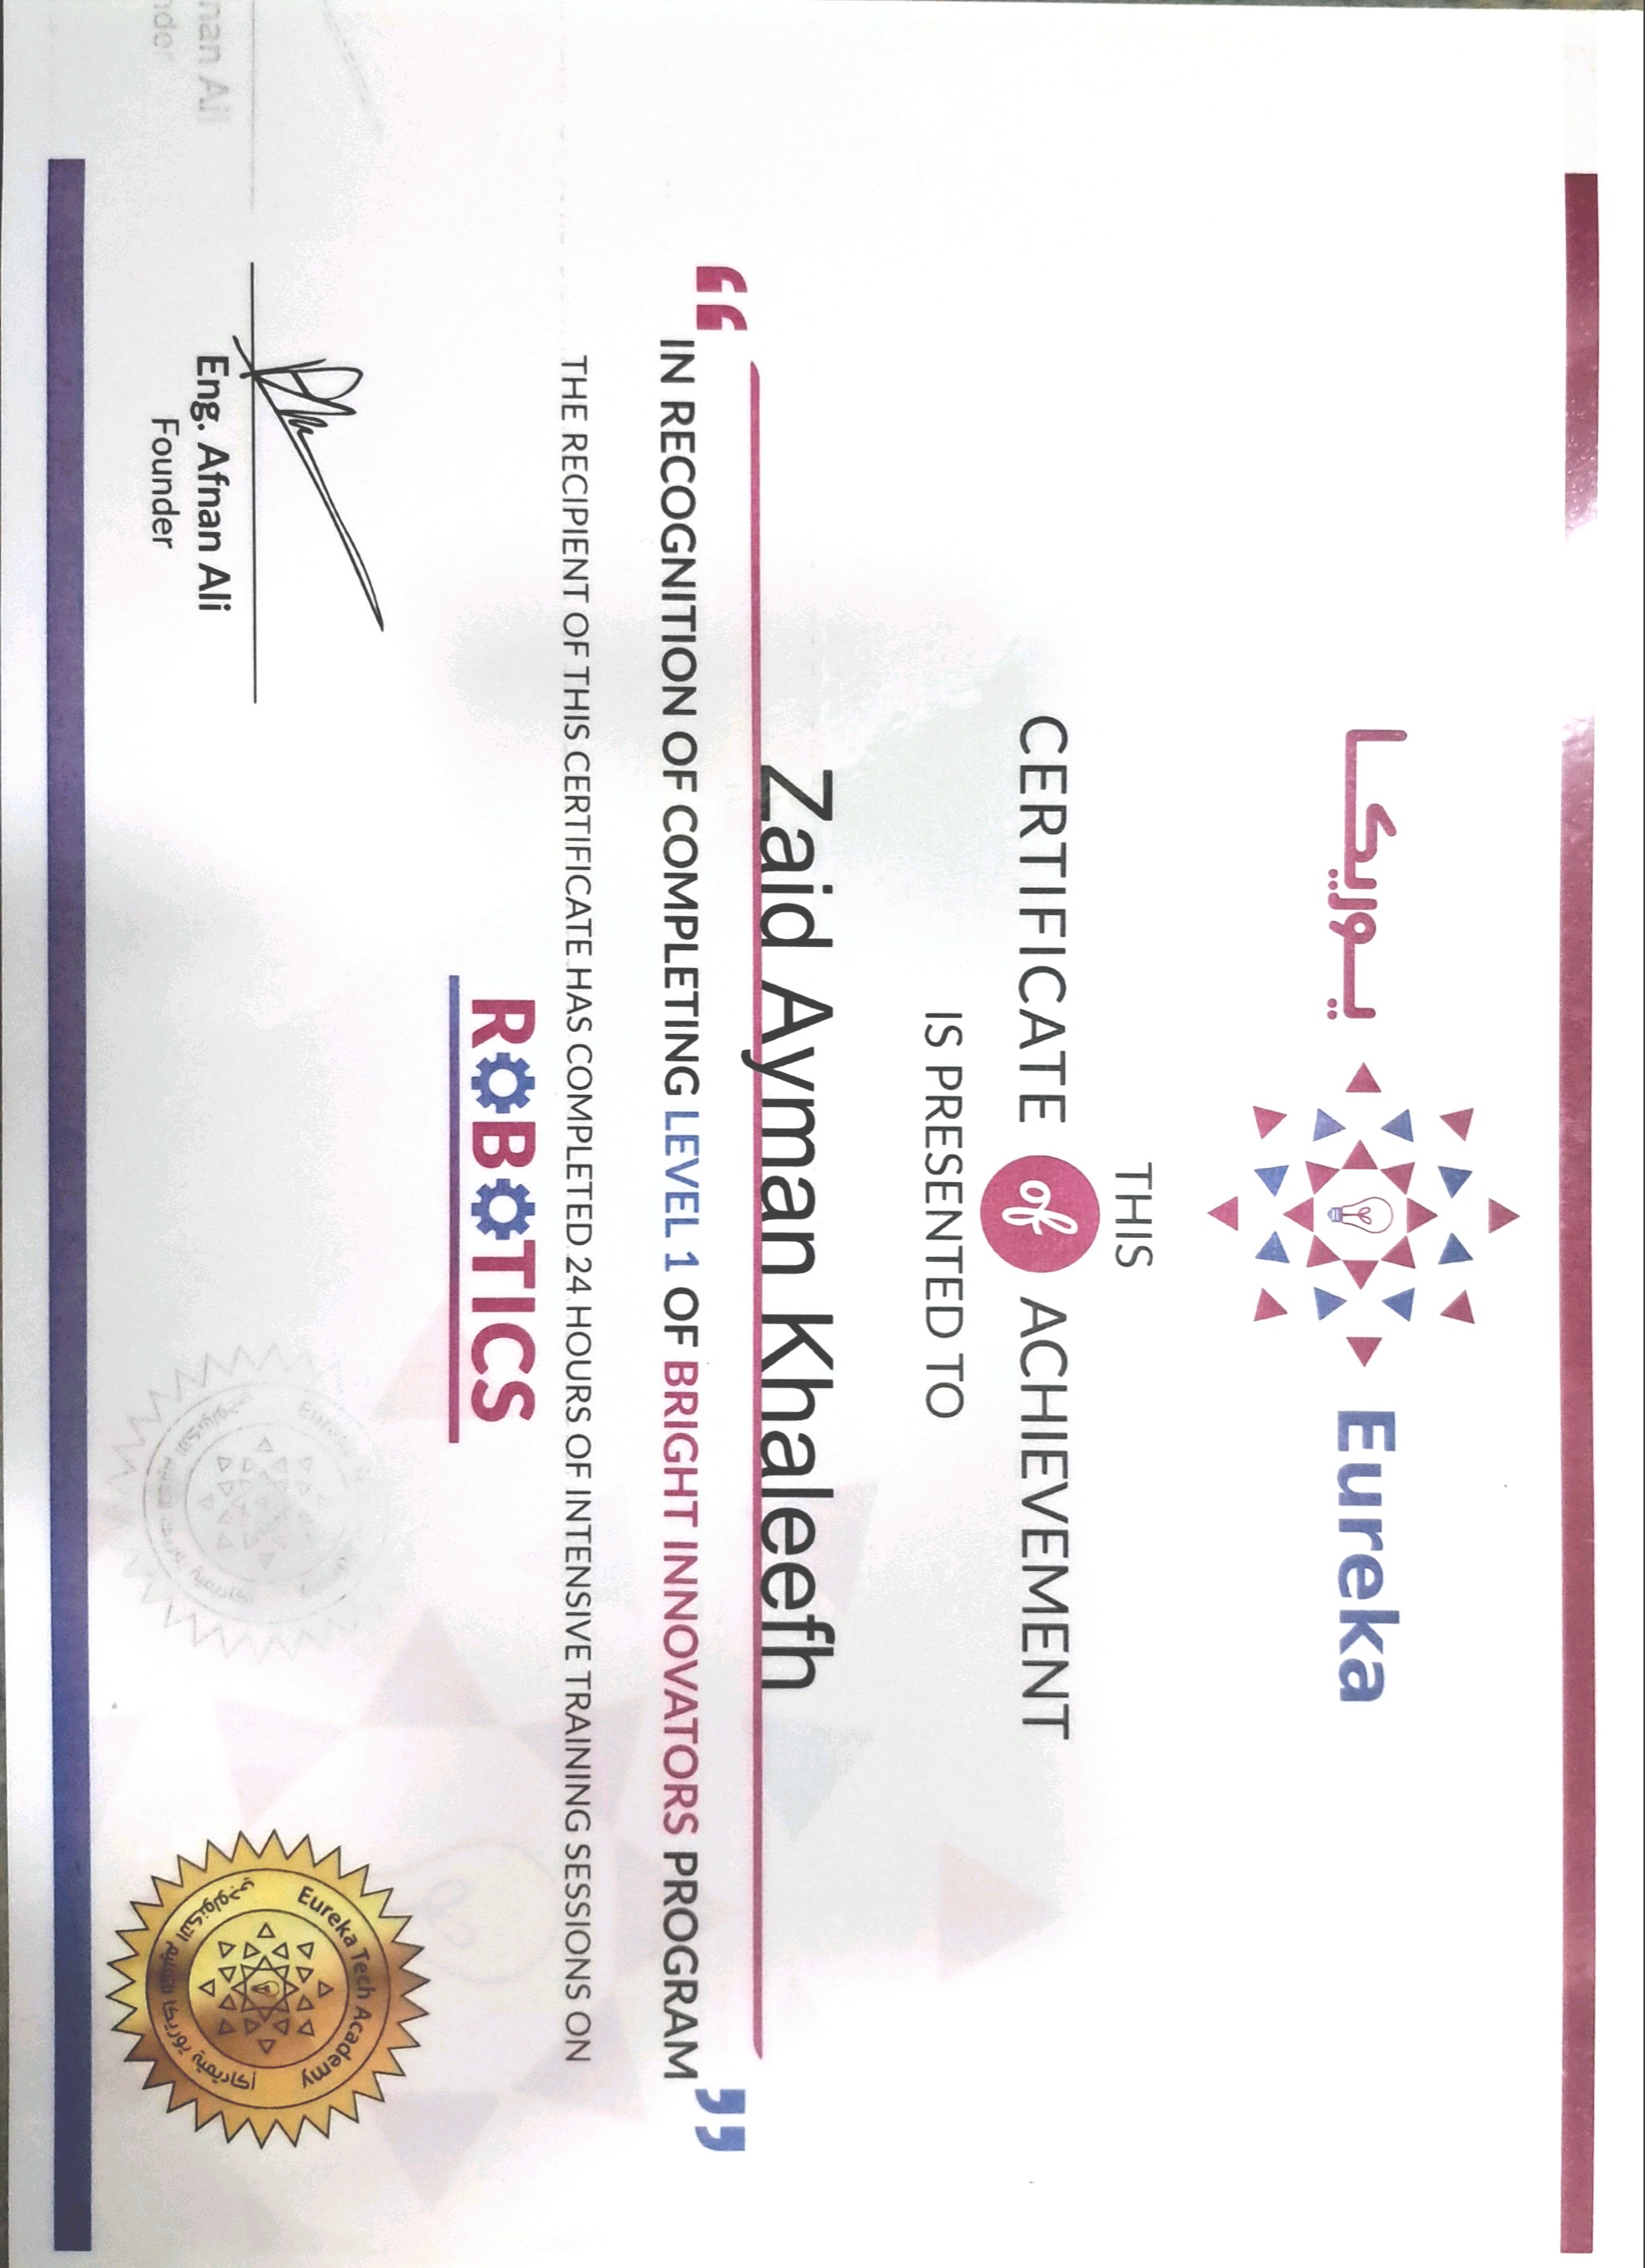 يوريكا Eureka
THIS
CERTIFICATE of ACHIEVEMENT
IS PRESENTED TO
Zaid Ayman Khaleefh
“IN RECOGNITION OF COMPLETING LEVEL 1 OF BRIGHT INNOVATORS PROGRAM”
THE RECIPIENT OF THIS CERTIFICATE HAS COMPLETED 24 HOURS OF INTENSIVE TRAINING SESSIONS ON
ROBOTICS
Eng. Afnan Ali
Founder
Eureka Tech Academy
أكاديمية يوريكا للتعليم التكنولوجي
nan Ali
nder